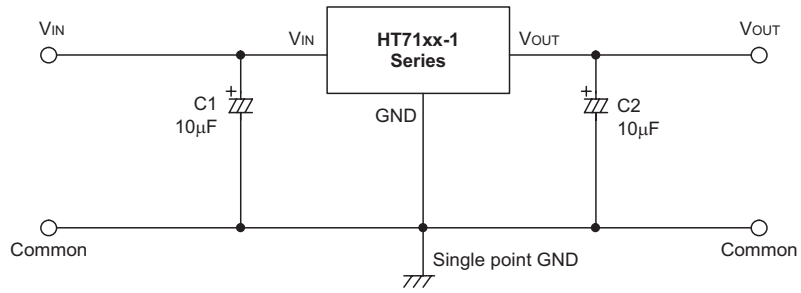 VIN
VIN
HT71xx-1
Series
VOUT
VOUT
+
C1
10μF
GND
+
C2
10μF
Common
Single point GND
Common